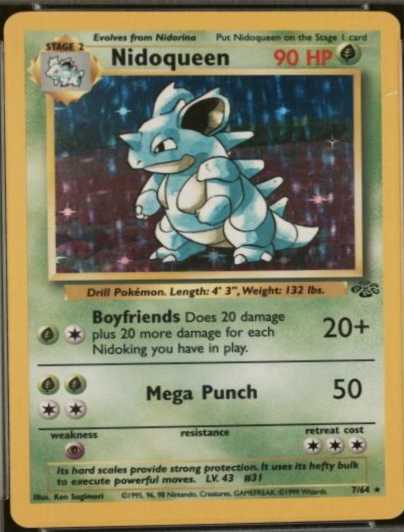 Evolves from Nidorina Put Nidoqueen on the Stage 1 card
STAGE 2
Nidoqueen 90 HP
Drill Pokémon. Length: 4' 3", Weight: 132 lbs.
Boyfriends Does 20 damage
plus 20 more damage for each
Nidoking you have in play.
20+
Mega Punch 50
weakness resistance retreat cost
Its hard scales provide strong protection. It uses its hefty bulk
to execute powerful moves. LV. 43 #31
Illus. Ken Sugimori ©1995, 96, 98 Nintendo, Creatures, GAMEFREAK. ©1999 Wizards. 7/64 ★